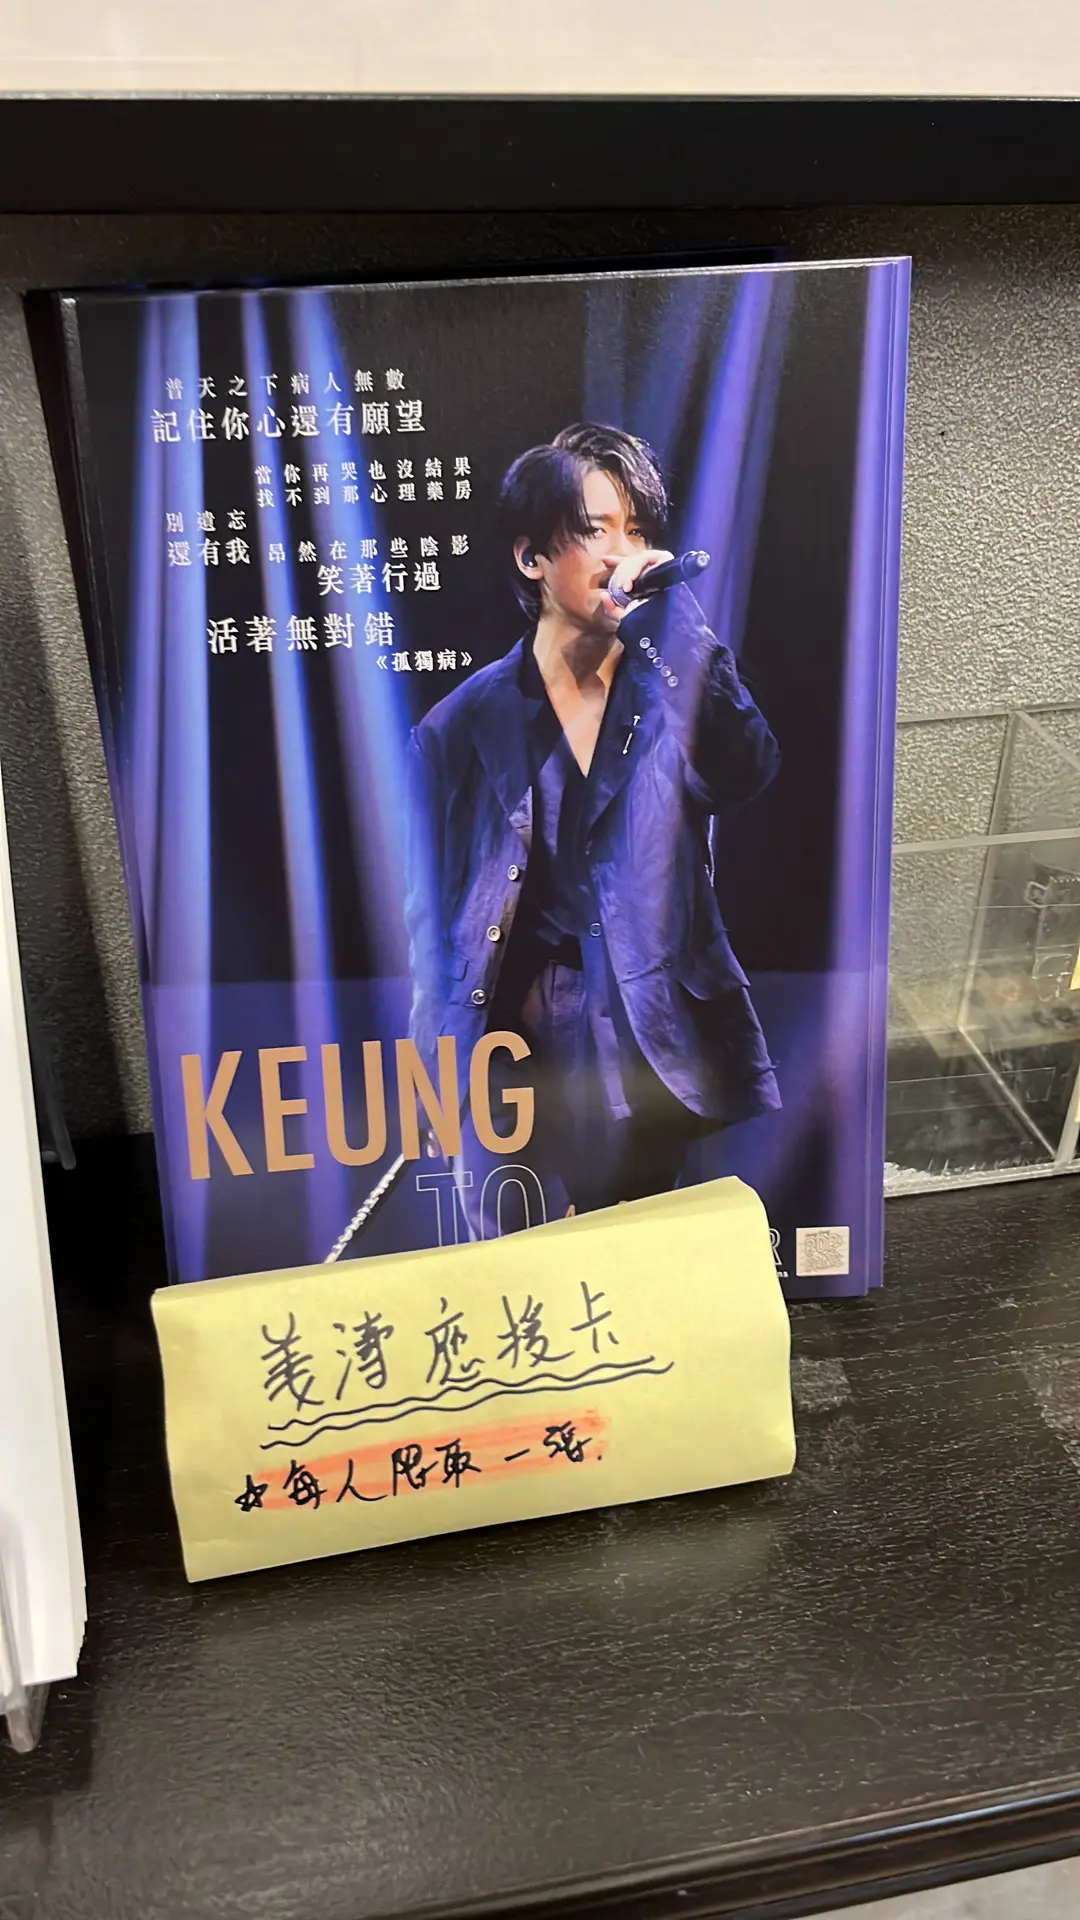 普天之下病人無數
記住你心還有願望
當你再哭也沒結果
找不到那心理藥房
別遺忘
還有我 昂然在那些陰影
笑著行過
活著無對錯
《孤獨病》
KEUNG
TO
姜濤應援卡
☆每人限取一張.